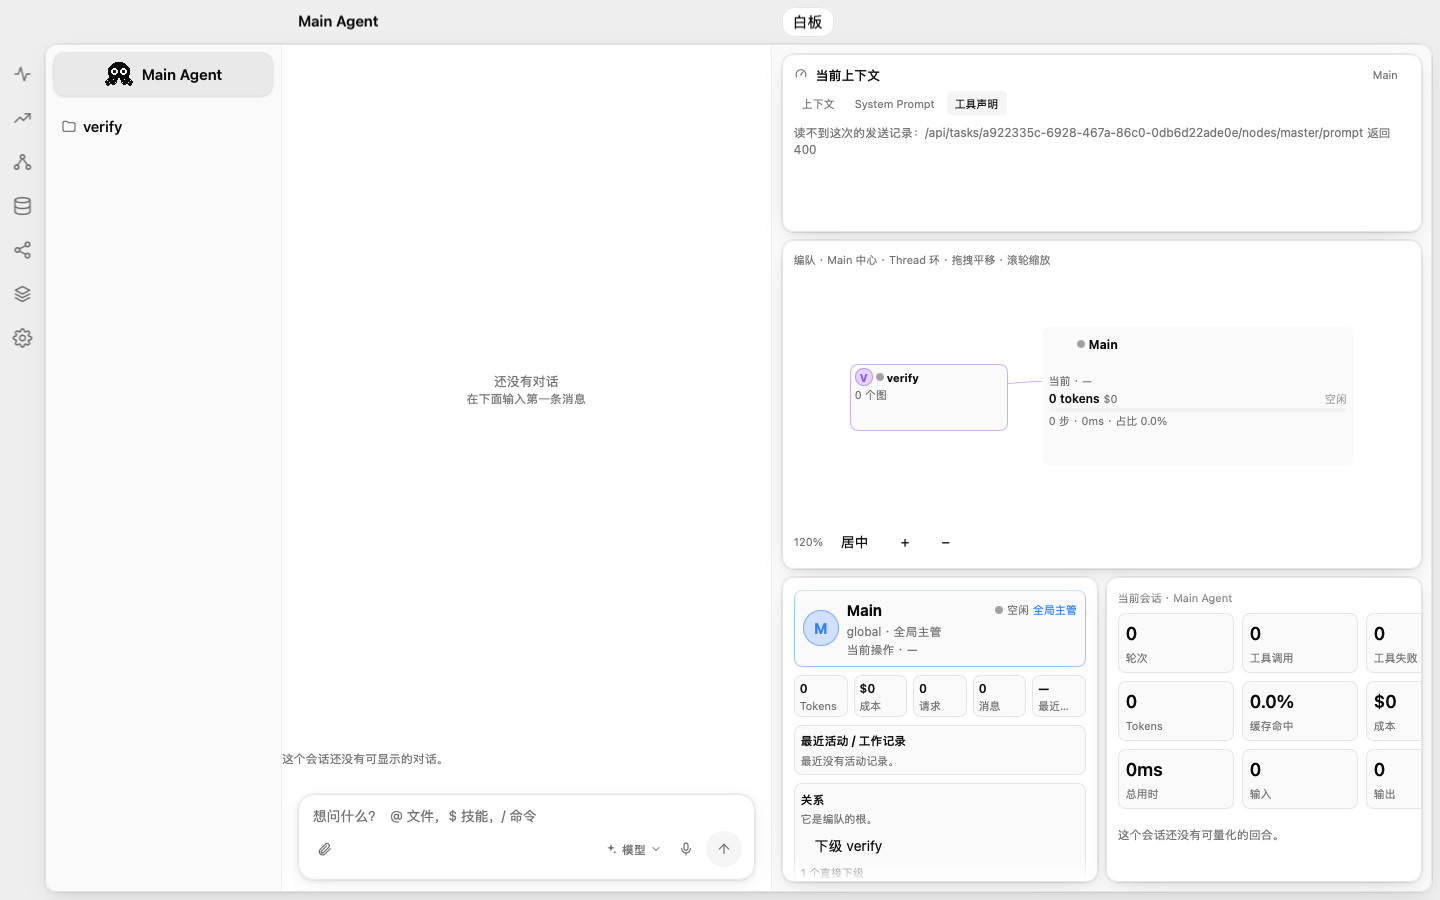 Main Agent
白板
Main Agent
verify
还没有对话
在下面输入第一条消息
这个会话还没有可显示的对话。
想问什么? @ 文件, $ 技能, / 命令
模型
当前上下文
Main
上下文
System Prompt
工具声明
读不到这次的发送记录: /api/tasks/a922335c-6928-467a-86c0-0db6d22ade0e/nodes/master/prompt 返回
400
编队 · Main 中心 · Thread 环 · 拖拽平移 · 滚轮缩放
V verify
0 个图
Main
当前 · —
0 tokens $0 空闲
0 步 · 0ms · 占比 0.0%
120% 居中 + −
M
Main
空闲 全局主管
global · 全局主管
当前操作 · —
0
Tokens
$0
成本
0
请求
0
消息
—
最近...
最近活动 / 工作记录
最近没有活动记录。
关系
它是编队的根。
下级 verify
1 个直接下级
当前会话 · Main Agent
0
轮次
0
工具调用
0
工具失败
0
Tokens
0.0%
缓存命中
$0
成本
0ms
总用时
0
输入
0
输出
这个会话还没有可量化的回合。